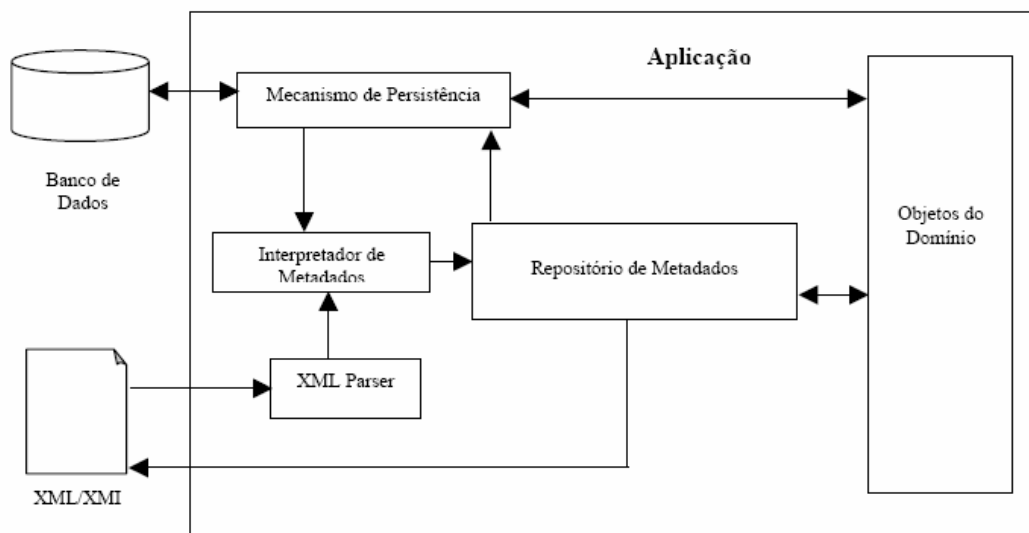 Aplicação
Mecanismo de Persistência
Banco de
Dados
Interpretador de
Metadados
Repositório de Metadados
Objetos do
Domínio
XML Parser
XML/XMI